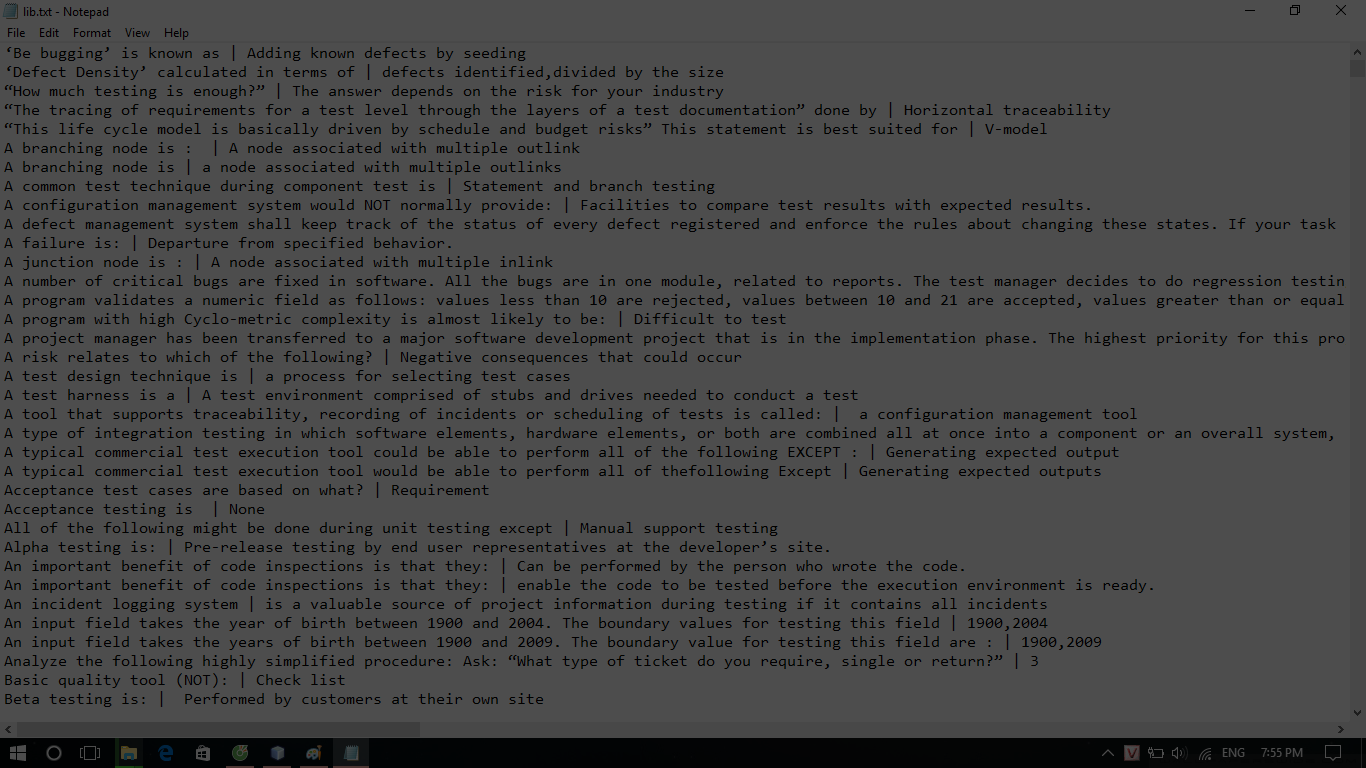 lib.txt - Notepad
File Edit Format View Help
‘Be bugging’ is known as | Adding known defects by seeding
‘Defect Density’ calculated in terms of | defects identified,divided by the size
“How much testing is enough?” | The answer depends on the risk for your industry
“The tracing of requirements for a test level through the layers of a test documentation” done by | Horizontal traceability
“This life cycle model is basically driven by schedule and budget risks” This statement is best suited for | V-model
A branching node is :  | A node associated with multiple outlink
A branching node is | a node associated with multiple outlinks
A common test technique during component test is | Statement and branch testing
A configuration management system would NOT normally provide: | Facilities to compare test results with expected results.
A defect management system shall keep track of the status of every defect registered and enforce the rules about changing these states. If your task
A failure is: | Departure from specified behavior.
A junction node is : | A node associated with multiple inlink
A number of critical bugs are fixed in software. All the bugs are in one module, related to reports. The test manager decides to do regression testin
A program validates a numeric field as follows: values less than 10 are rejected, values between 10 and 21 are accepted, values greater than or equal
A program with high Cyclo-metric complexity is almost likely to be: | Difficult to test
A project manager has been transferred to a major software development project that is in the implementation phase. The highest priority for this pro
A risk relates to which of the following? | Negative consequences that could occur
A test design technique is | a process for selecting test cases
A test harness is a | A test environment comprised of stubs and drives needed to conduct a test
A tool that supports traceability, recording of incidents or scheduling of tests is called: |  a configuration management tool
A type of integration testing in which software elements, hardware elements, or both are combined all at once into a component or an overall system,
A typical commercial test execution tool could be able to perform all of the following EXCEPT : | Generating expected output
A typical commercial test execution tool would be able to perform all of thefollowing Except | Generating expected outputs
Acceptance test cases are based on what? | Requirement
Acceptance testing is  | None
All of the following might be done during unit testing except | Manual support testing
Alpha testing is: | Pre-release testing by end user representatives at the developer’s site.
An important benefit of code inspections is that they: | Can be performed by the person who wrote the code.
An important benefit of code inspections is that they: | enable the code to be tested before the execution environment is ready.
An incident logging system | is a valuable source of project information during testing if it contains all incidents
An input field takes the year of birth between 1900 and 2004. The boundary values for testing this field | 1900,2004
An input field takes the years of birth between 1900 and 2009. The boundary value for testing this field are : | 1900,2009
Analyze the following highly simplified procedure: Ask: “What type of ticket do you require, single or return?” | 3
Basic quality tool (NOT): | Check list
Beta testing is: |  Performed by customers at their own site
ENG 7:55 PM